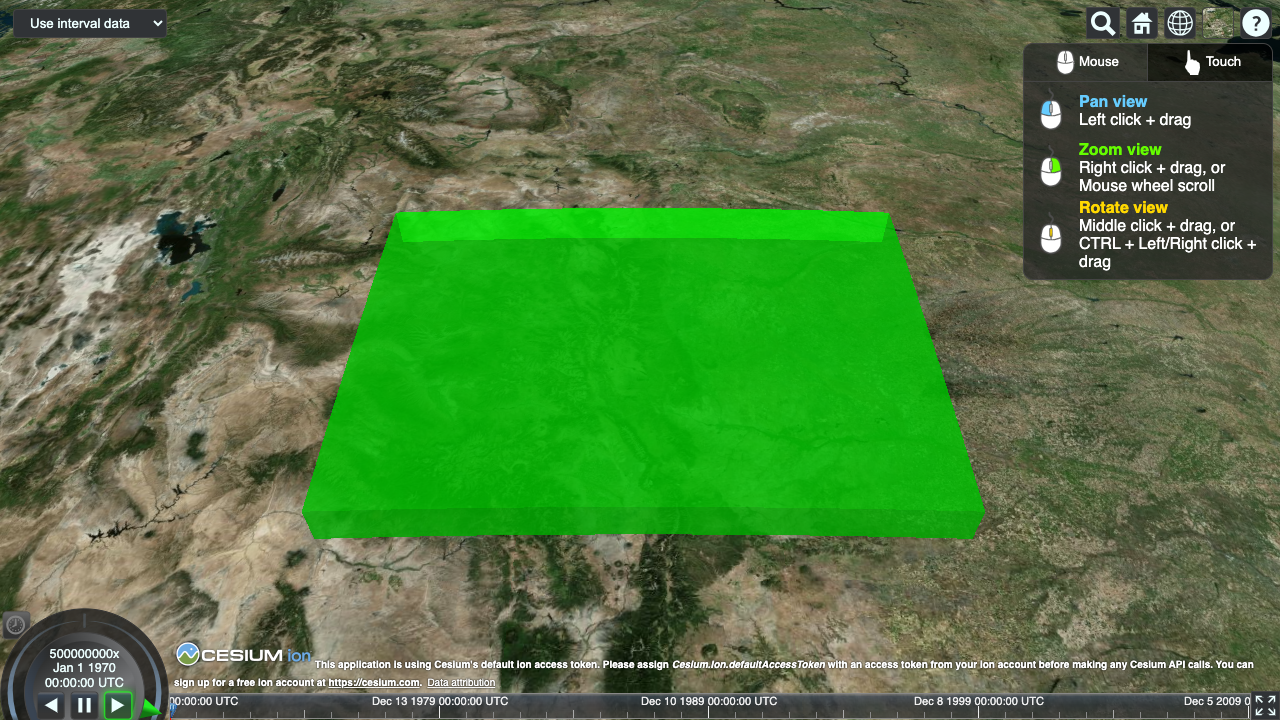 Use interval data
Mouse
Touch
Pan view
Left click + drag
Zoom view
Right click + drag, or
Mouse wheel scroll
Rotate view
Middle click + drag, or
CTRL + Left/Right click +
drag
500000000x
Jan 1 1970
00:00:00 UTC
CESIUM ion This application is using Cesium's default ion access token. Please assign Cesium.Ion.defaultAccessToken with an access token from your ion account before making any Cesium API calls. You can
sign up for a free ion account at https://cesium.com. Data attribution
00:00:00 UTC
Dec 13 1979 00:00:00 UTC
Dec 10 1989 00:00:00 UTC
Dec 8 1999 00:00:00 UTC
Dec 5 2009 0